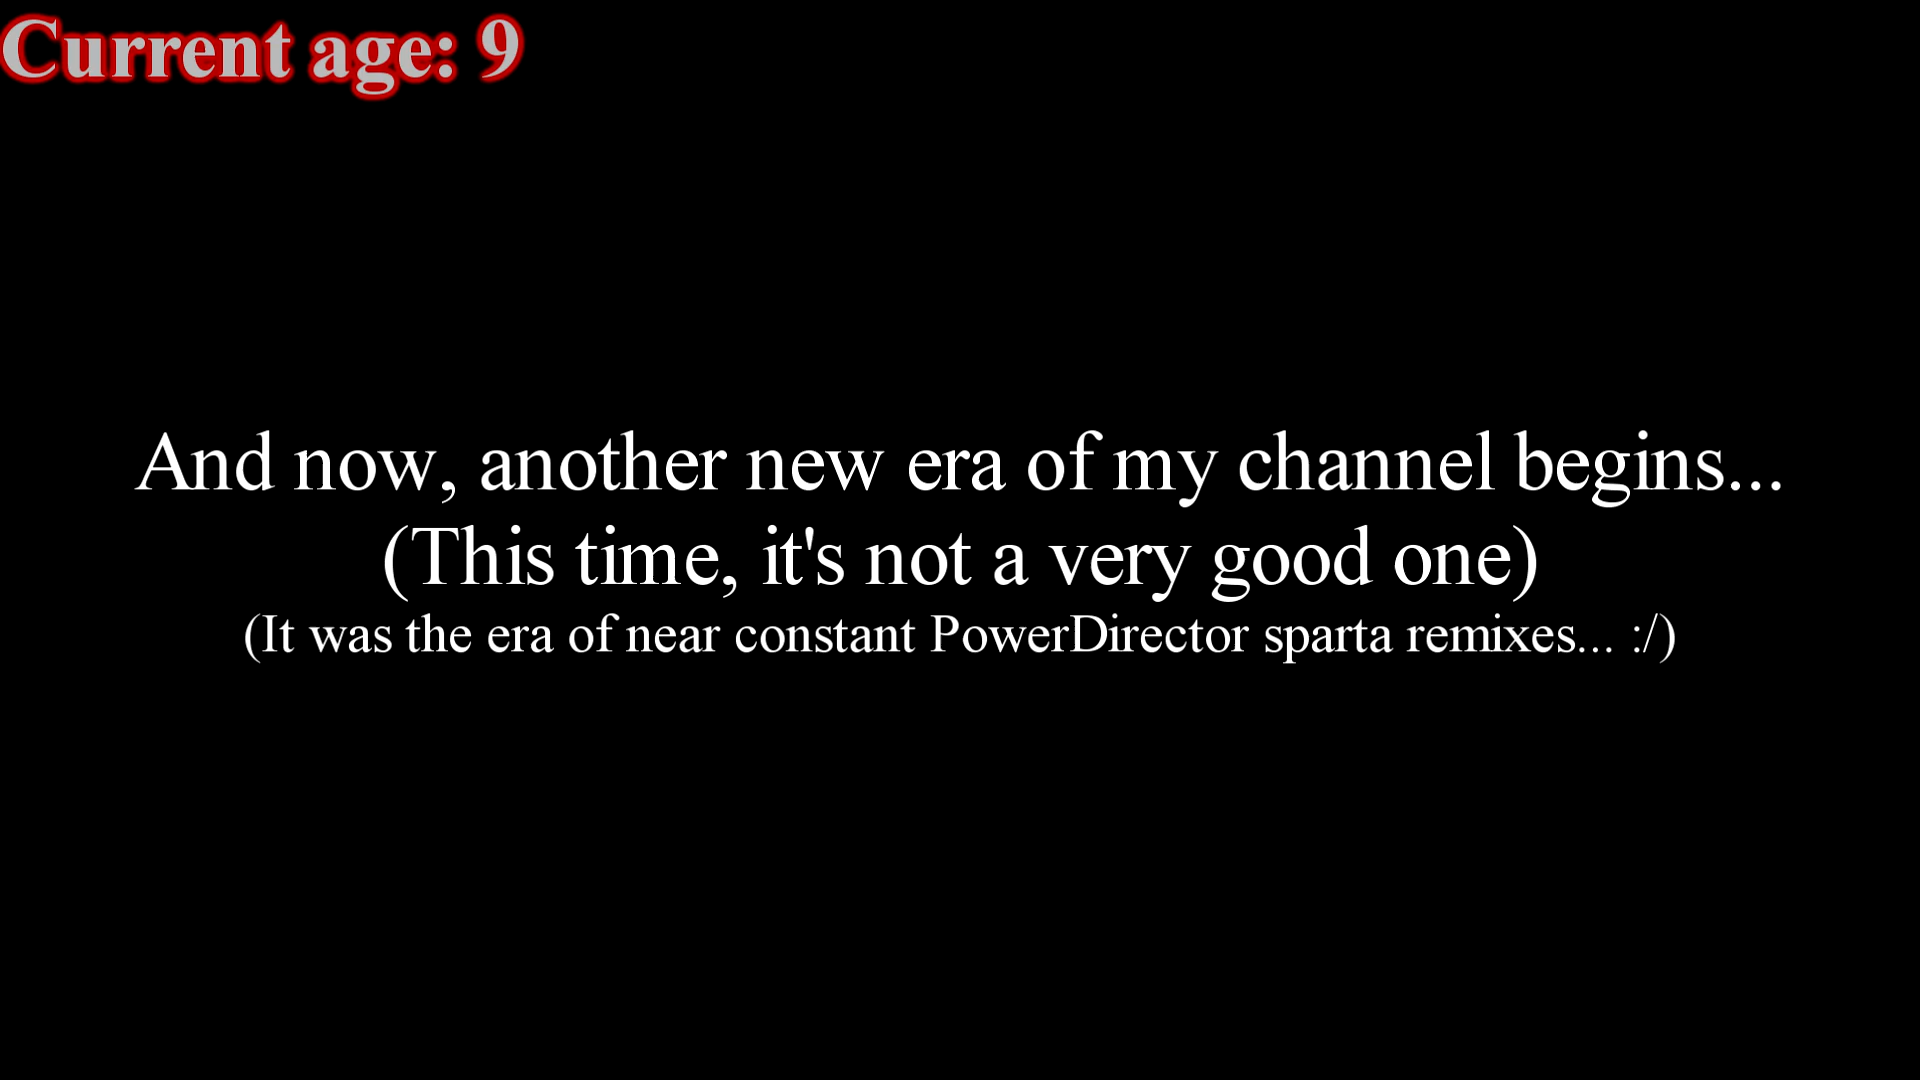 Current age: 9
And now, another new era of my channel begins...
(This time, it's not a very good one)
(It was the era of near constant PowerDirector sparta remixes... :/)